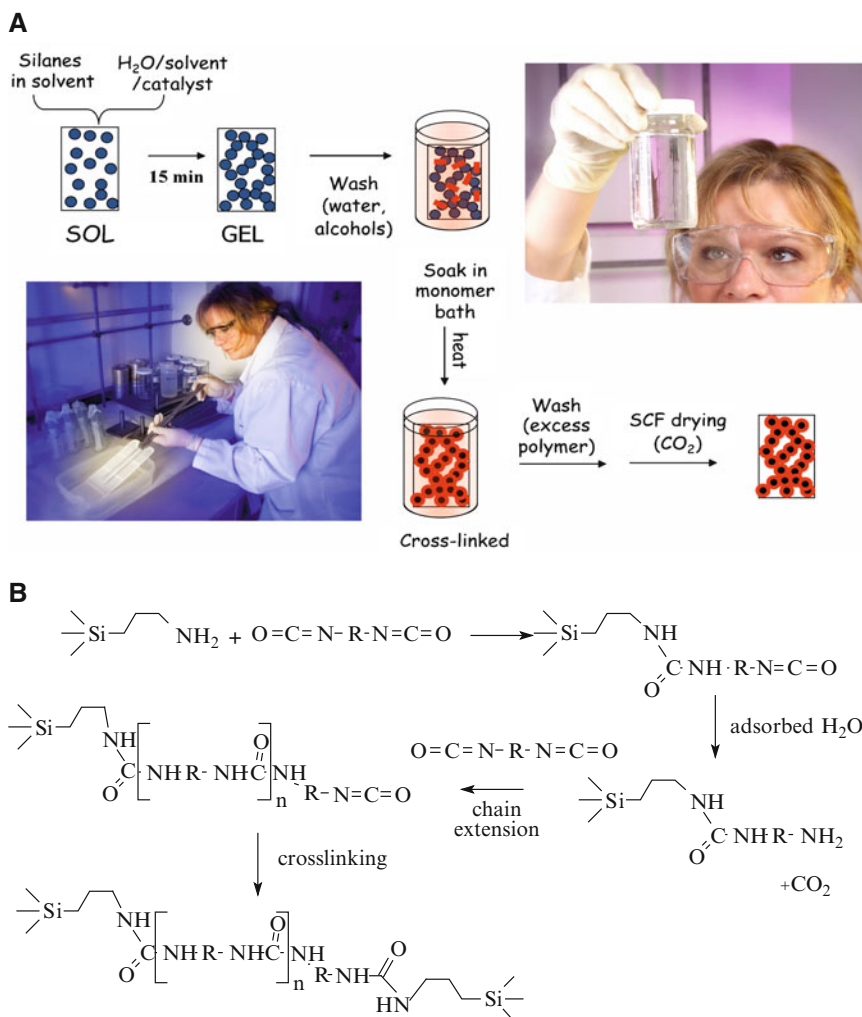 A
Silanes
in solvent
H₂O/solvent
/catalyst
15 min
SOL
GEL
Wash
(water,
alcohols)
Soak in
monomer
bath
heat
Cross-linked
Wash
(excess
polymer)
SCF drying
(CO₂)
B
Si NH₂ + O=C=N-R-N=C=O
Si NH
C-NH-R-N=C=O
O
adsorbed H₂O
Si NH
C-NH-R-NH₂
O
+CO₂
O=C=N-R-N=C=O
chain
extension
Si NH O
C[NH-R-NHC]NH
O n R-N=C=O
crosslinking
Si NH O
C[NH-R-NHC]NH O
O n R-NH
HN Si